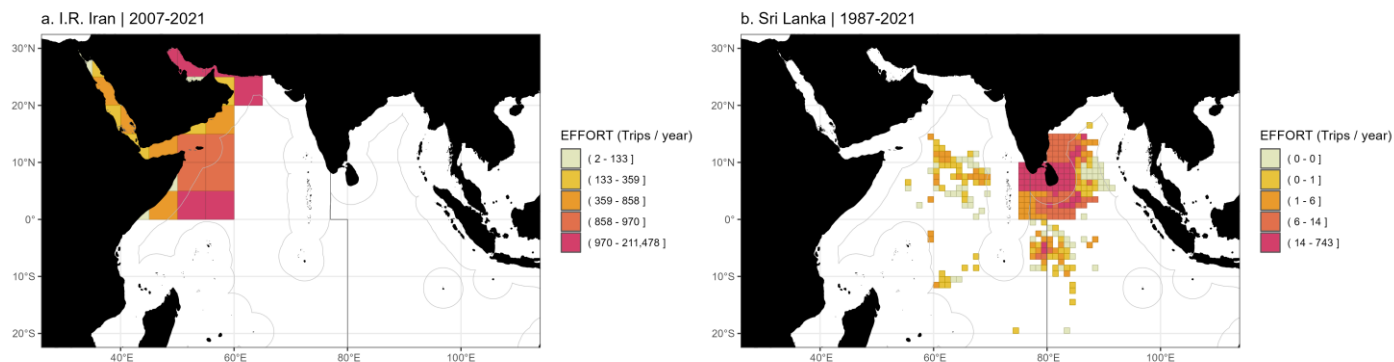 a. I.R. Iran | 2007-2021
30°N
20°N
10°N
0°
10°S
20°S
40°E
60°E
80°E
100°E
EFFORT (Trips / year)
( 2 - 133 ]
( 133 - 359 ]
( 359 - 858 ]
( 858 - 970 ]
( 970 - 211,478 ]
b. Sri Lanka | 1987-2021
30°N
20°N
10°N
0°
10°S
20°S
40°E
60°E
80°E
100°E
EFFORT (Trips / year)
( 0 - 0 ]
( 0 - 1 ]
( 1 - 6 ]
( 6 - 14 ]
( 14 - 743 ]